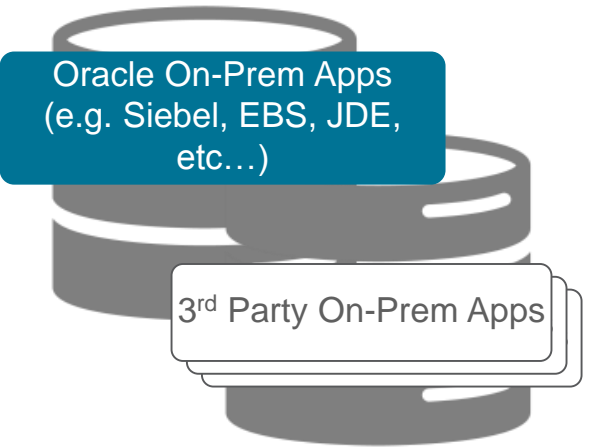 Oracle On-Prem Apps
(e.g. Siebel, EBS, JDE,
etc…)
3rd Party On-Prem Apps